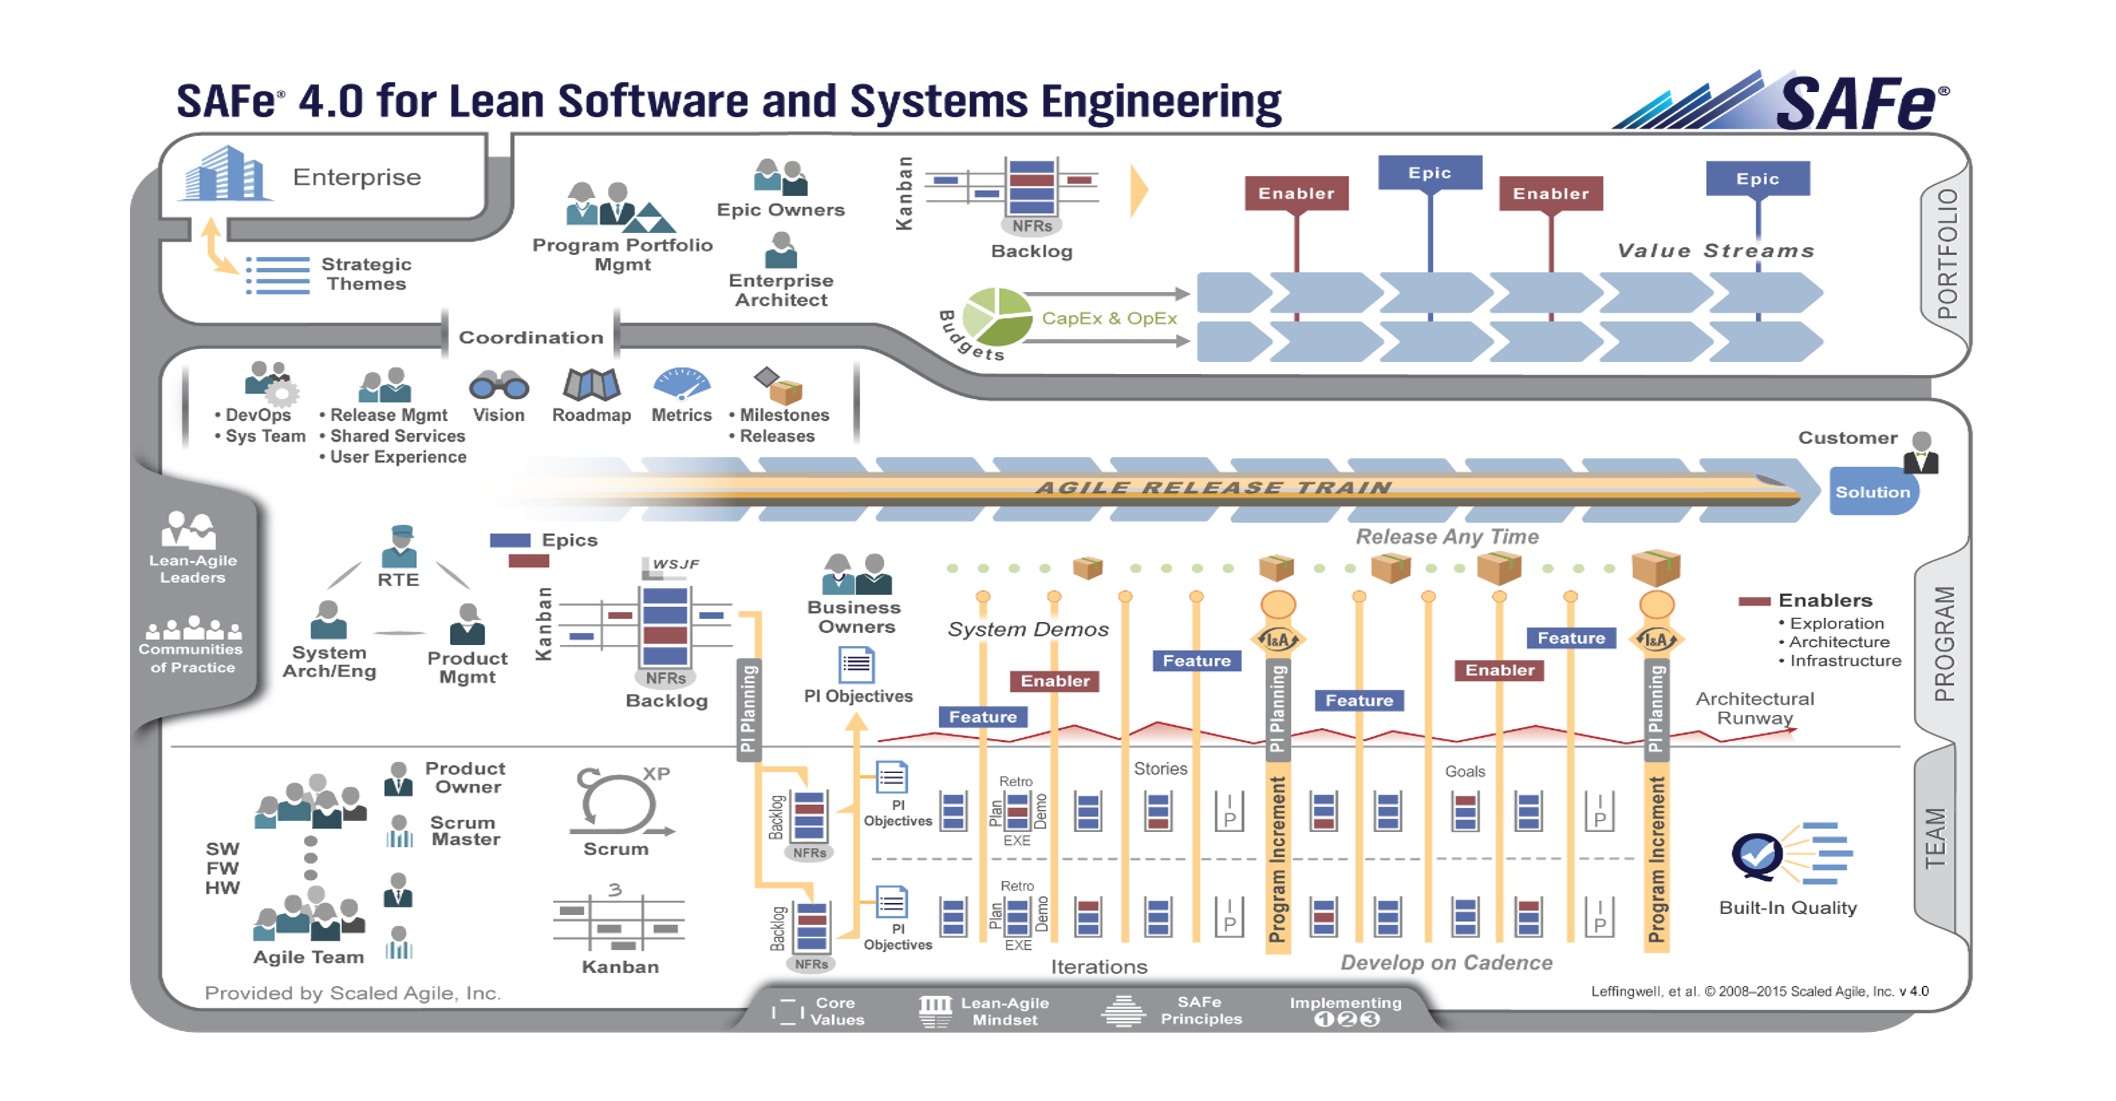 SAFe® 4.0 for Lean Software and Systems Engineering
SAFe®
Enterprise
Strategic
Themes
Program Portfolio
Mgmt
Epic Owners
Enterprise
Architect
Kanban
NFRs
Backlog
Budgets
CapEx & OpEx
Enabler
Epic
Enabler
Epic
Value Streams
PORTFOLIO
Coordination
• DevOps
• Sys Team
• Release Mgmt
• Shared Services
• User Experience
Vision
Roadmap
Metrics
• Milestones
• Releases
AGILE RELEASE TRAIN
Customer
Solution
Release Any Time
Lean-Agile
Leaders
Communities
of Practice
RTE
System
Arch/Eng
Product
Mgmt
Epics
Kanban
WSJF
NFRs
Backlog
PI Planning
Business
Owners
PI Objectives
System Demos
Feature
Enabler
Feature
I&A
PI Planning
Feature
Enabler
Feature
I&A
PI Planning
Enablers
• Exploration
• Architecture
• Infrastructure
Architectural
Runway
PROGRAM
SW
FW
HW
Product
Owner
Scrum
Master
Agile Team
XP
Scrum
3
Kanban
Backlog
NFRs
Backlog
NFRs
PI
Objectives
PI
Objectives
Retro
Plan
Demo
EXE
Stories
I
P
Retro
Plan
Demo
EXE
I
P
Iterations
Program Increment
Goals
I
P
I
P
Develop on Cadence
Program Increment
Built-In Quality
TEAM
Provided by Scaled Agile, Inc.
Leffingwell, et al. © 2008–2015 Scaled Agile, Inc. v 4.0
Core
Values
Lean-Agile
Mindset
SAFe
Principles
Implementing
1 2 3